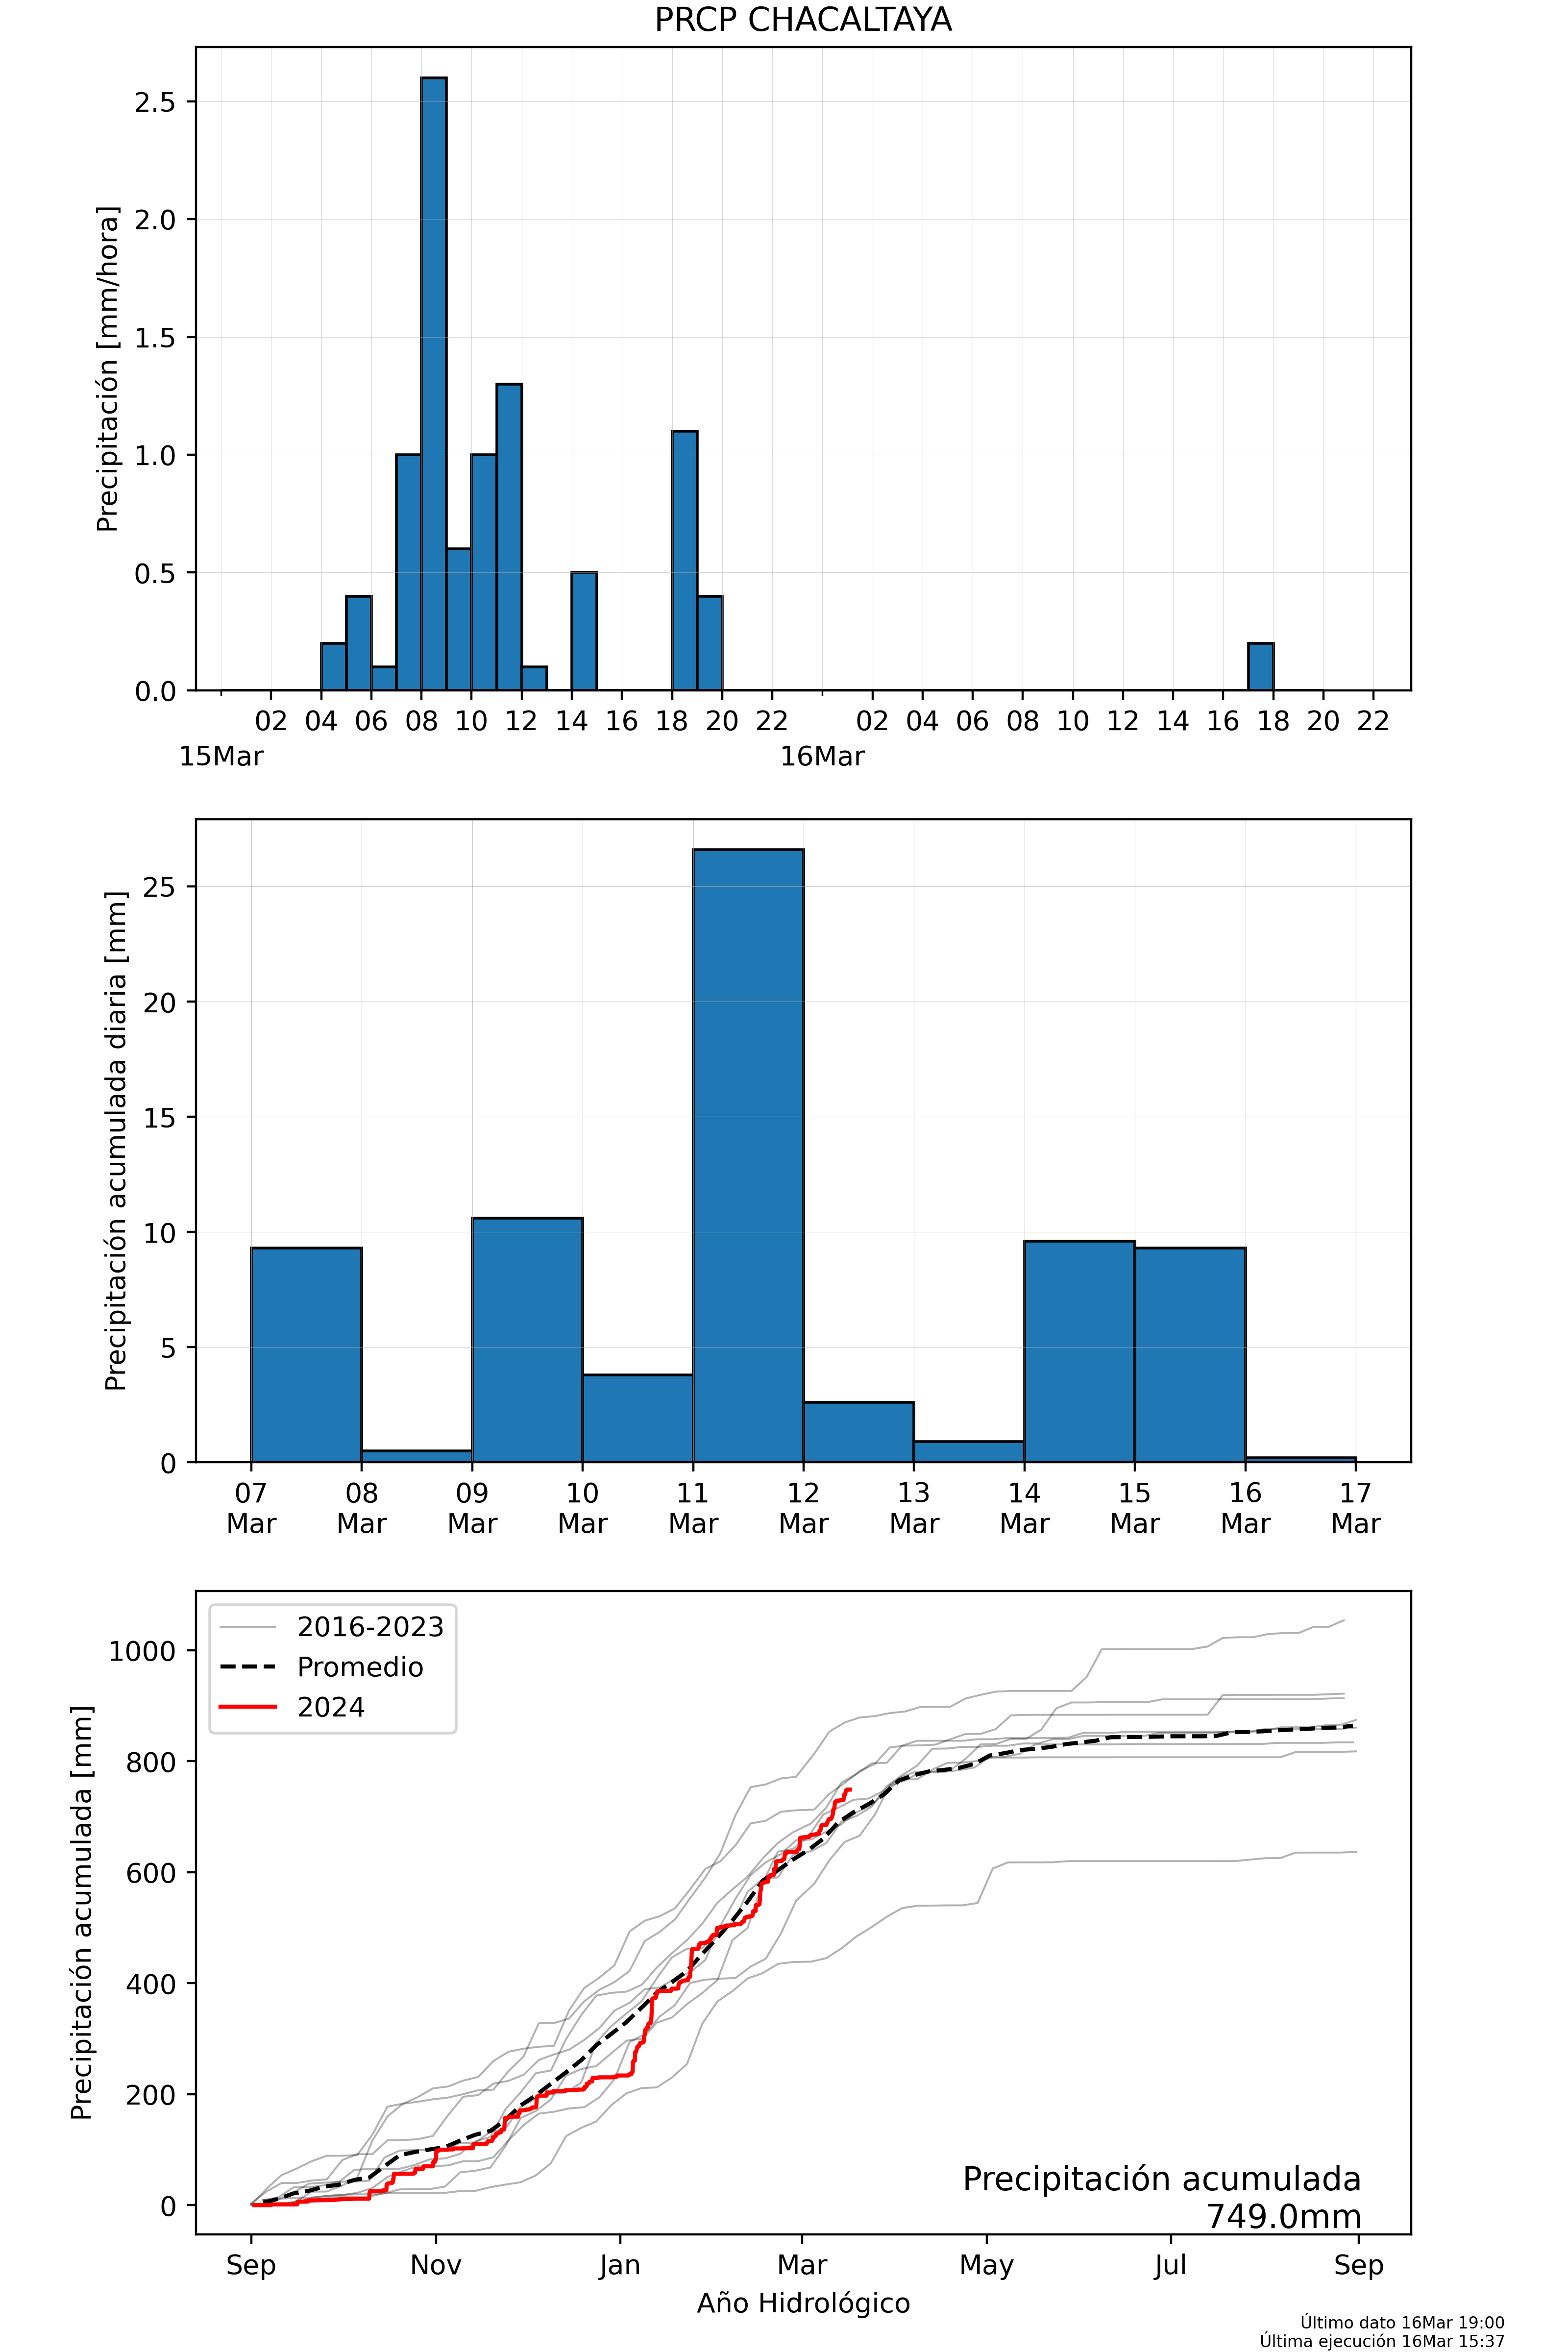 PRCP CHACALTAYA
Precipitación [mm/hora]
2.5
2.0
1.5
1.0
0.5
0.0
02 04 06 08 10 12 14 16 18 20 22 02 04 06 08 10 12 14 16 18 20 22
15Mar 16Mar
Precipitación acumulada diaria [mm]
25
20
15
10
5
0
07 08 09 10 11 12 13 14 15 16 17
Mar Mar Mar Mar Mar Mar Mar Mar Mar Mar Mar
Precipitación acumulada [mm]
1000
800
600
400
200
0
2016-2023
Promedio
2024
Precipitación acumulada
749.0mm
Sep Nov Jan Mar May Jul Sep
Año Hidrológico
Último dato 16Mar 19:00
Última ejecución 16Mar 15:37